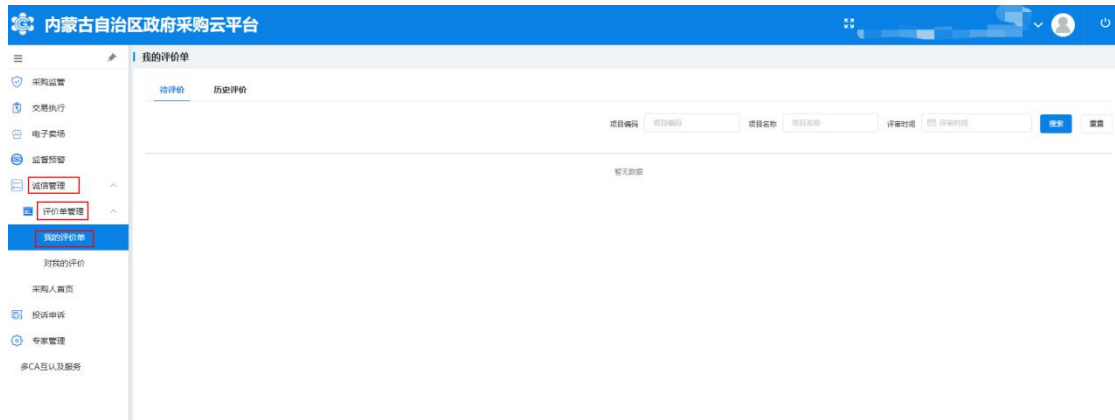 内蒙古自治区政府采购云平台
我的评价单
采购监管
待评价 历史评价
交易执行
项目编码 项目编码 项目名称 项目名称 评审时间 评审时间 搜索 重置
电子卖场
监督预警
暂无数据
诚信管理
评价单管理
我的评价单
对我的评价
采购人首页
投诉申诉
专家管理
多CA互认及服务